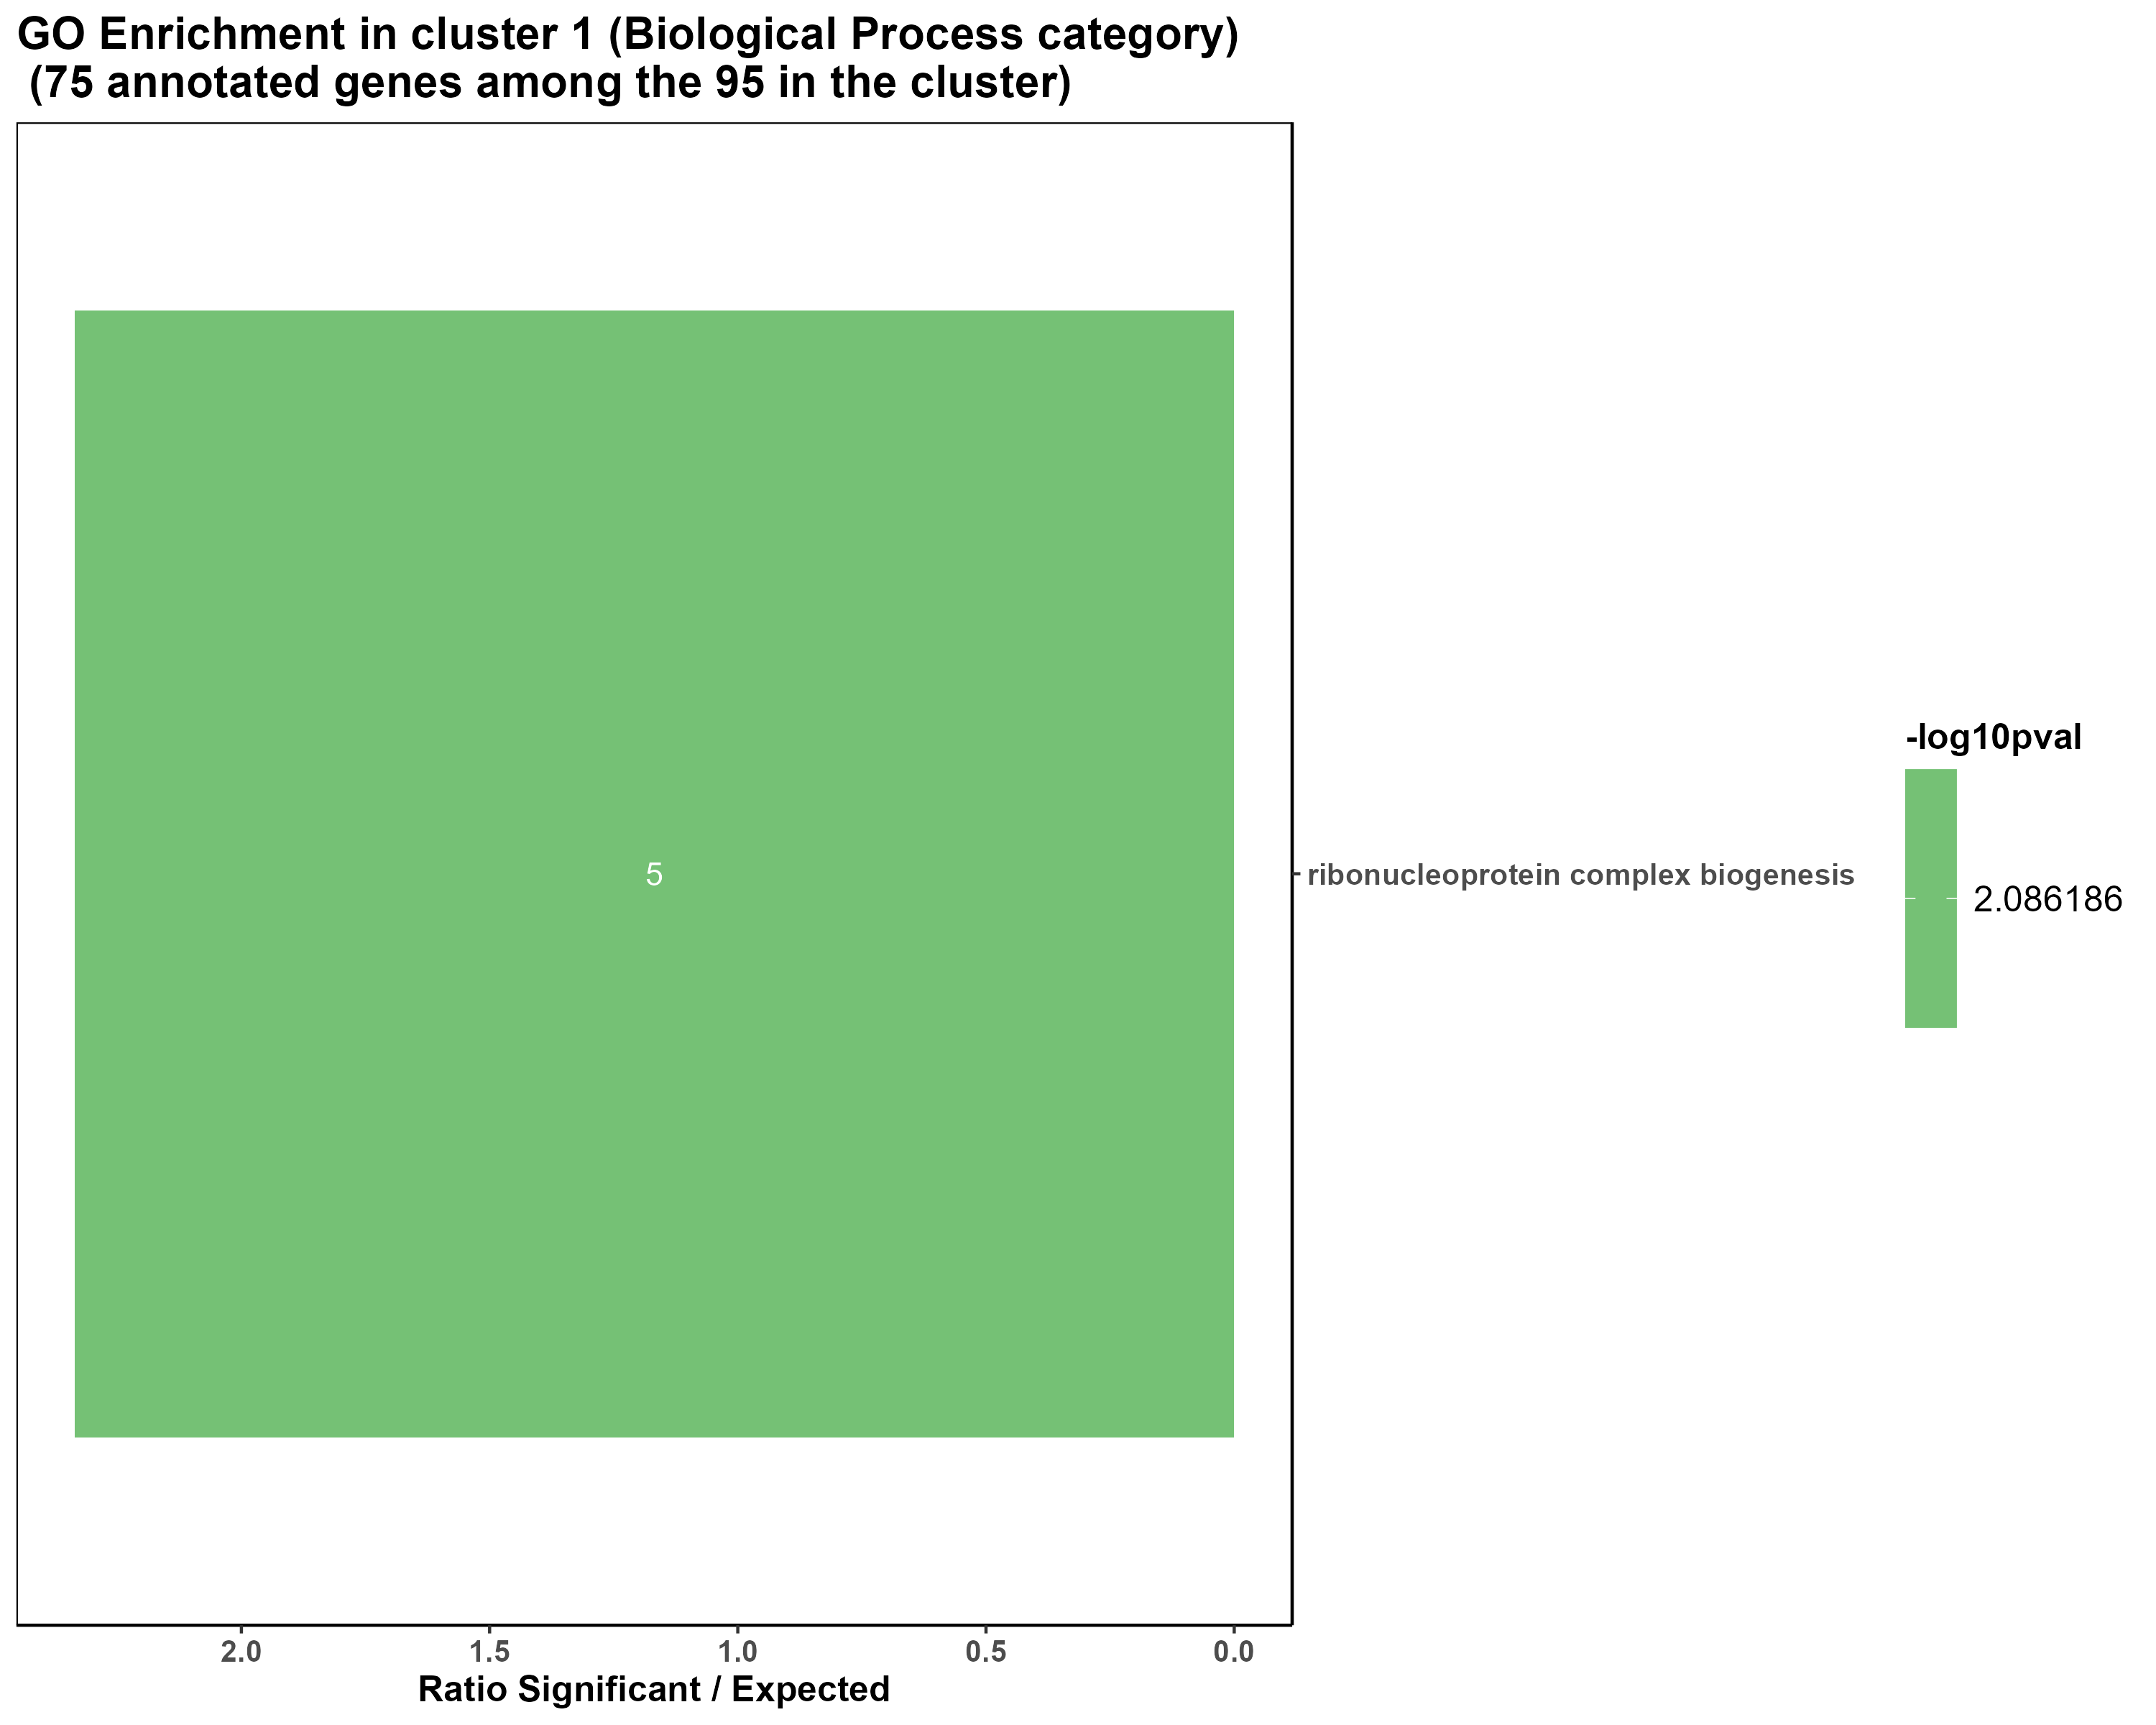 GO Enrichment in cluster 1 (Biological Process category)
(75 annotated genes among the 95 in the cluster)
5
ribonucleoprotein complex biogenesis
-log10pval
2.086186
2.0 1.5 1.0 0.5 0.0
Ratio Significant / Expected